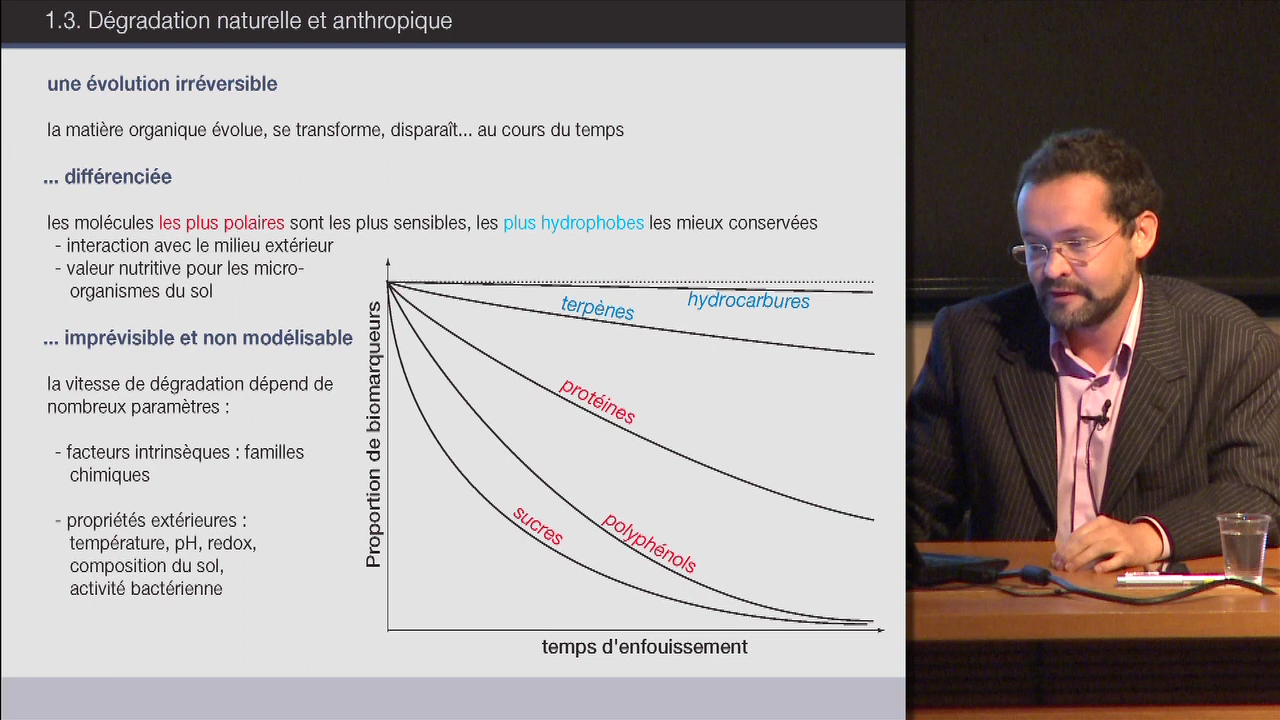 1.3. Dégradation naturelle et anthropique
une évolution irréversible
la matière organique évolue, se transforme, disparaît... au cours du temps
... différenciée
les molécules les plus polaires sont les plus sensibles, les plus hydrophobes les mieux conservées
- interaction avec le milieu extérieur
- valeur nutritive pour les micro-
organismes du sol
... imprévisible et non modélisable
la vitesse de dégradation dépend de
nombreux paramètres :
- facteurs intrinsèques : familles
chimiques
- propriétés extérieures :
température, pH, redox,
composition du sol,
activité bactérienne
Proportion de biomarqueurs
hydrocarbures
terpènes
protéines
polyphénols
sucres
temps d'enfouissement